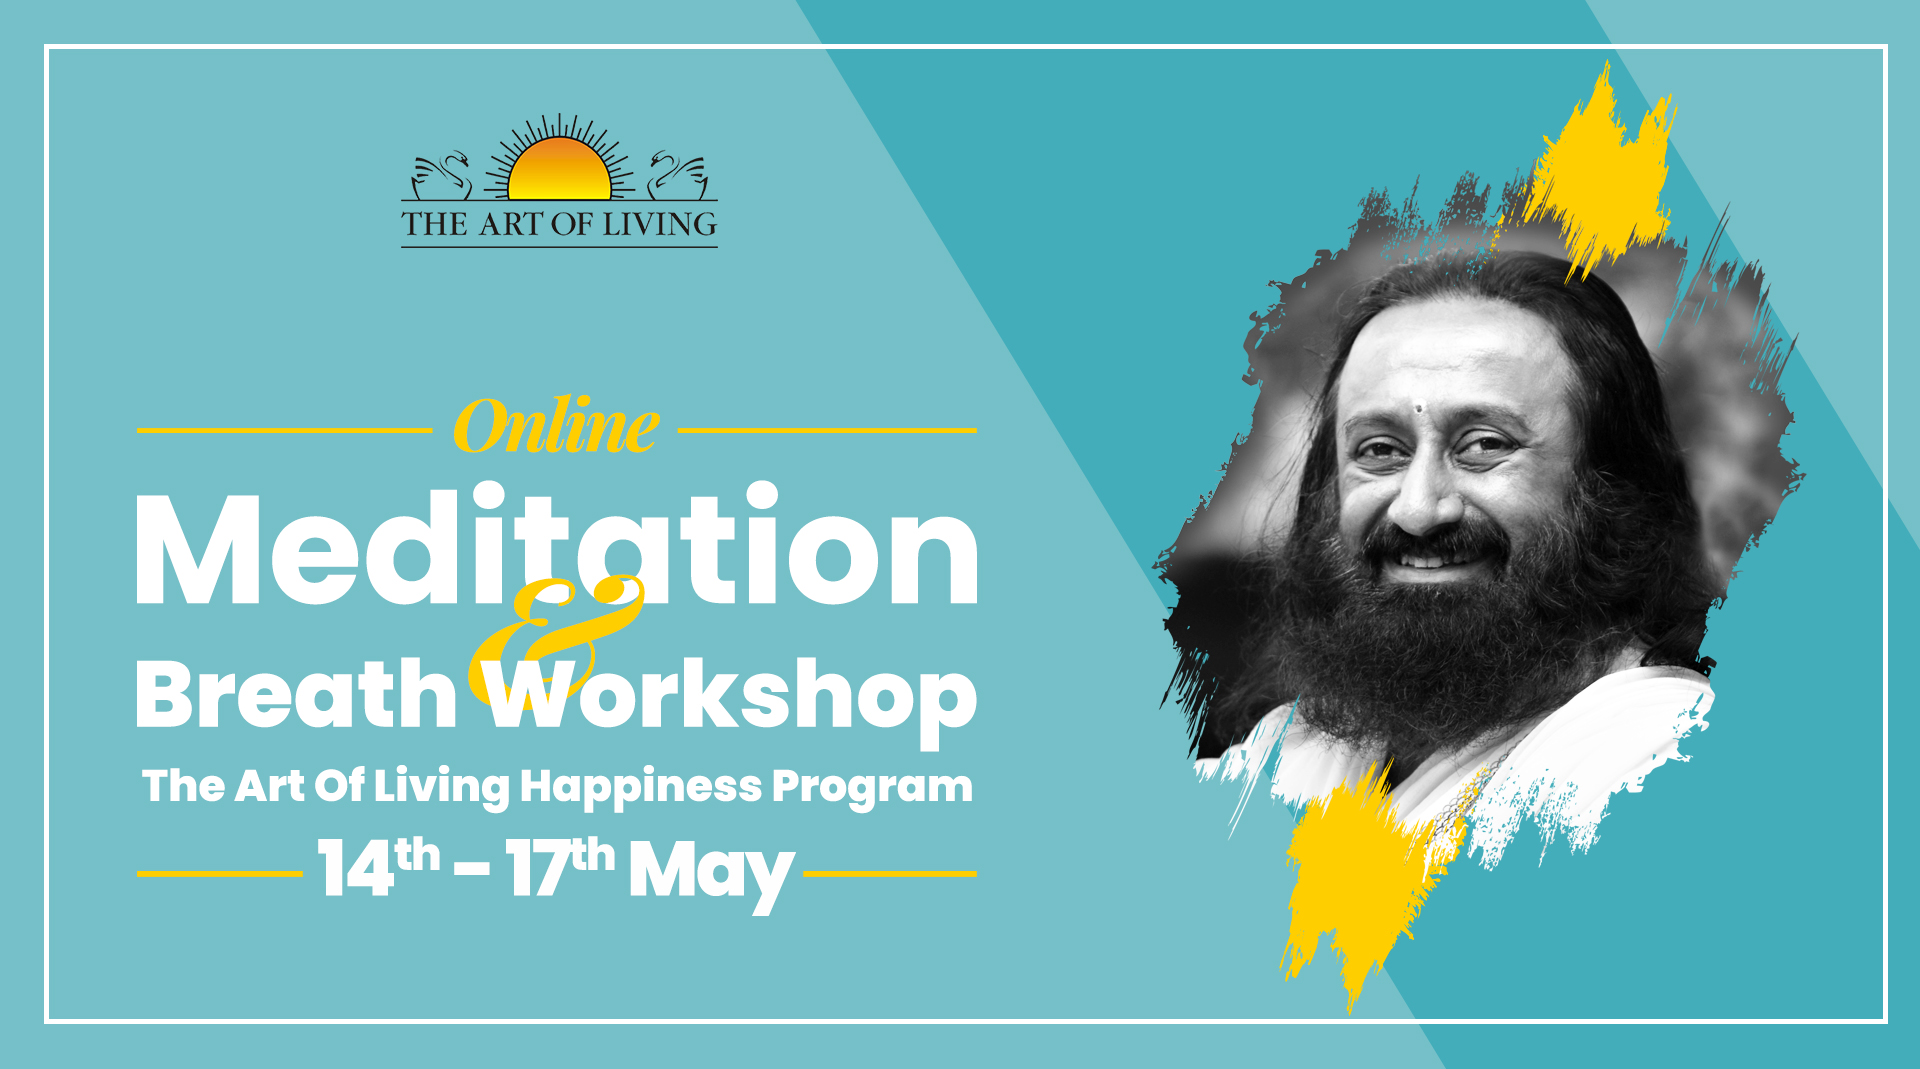 THE ART OF LIVING
Online
Meditation
&
Breath Workshop
The Art Of Living Happiness Program
14th – 17th May